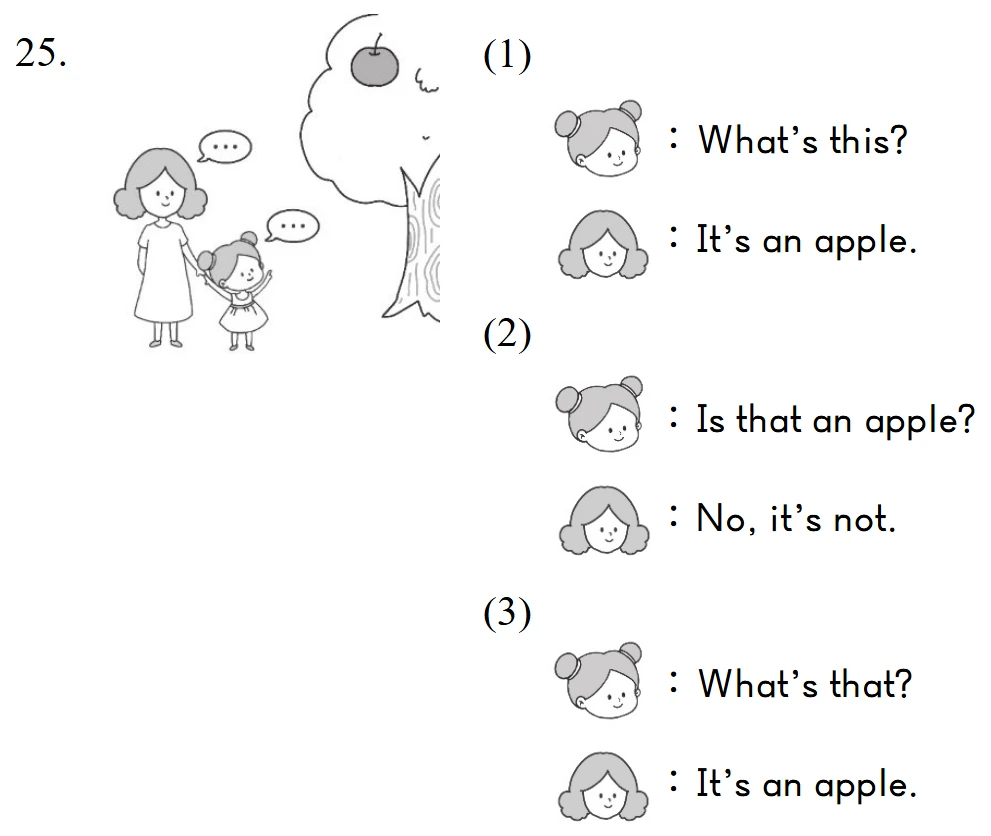 25.
(1)
: What's this?
: It's an apple.
(2)
: Is that an apple?
: No, it's not.
(3)
: What's that?
: It's an apple.